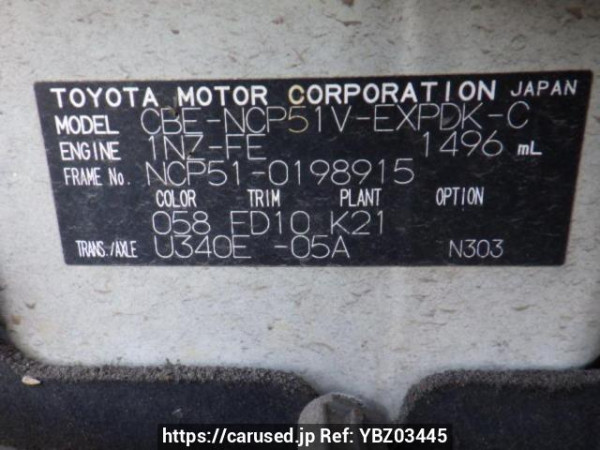 TOYOTA MOTOR CORPORATION JAPAN
MODEL CBE-NCP51V-EXPDK-C
ENGINE 1NZ-FE 1496 mL
FRAME No. NCP51-0198915
COLOR TRIM PLANT OPTION
058 ED10 K21
TRANS./AXLE U340E -05A N303
https://carused.jp Ref: YBZ03445